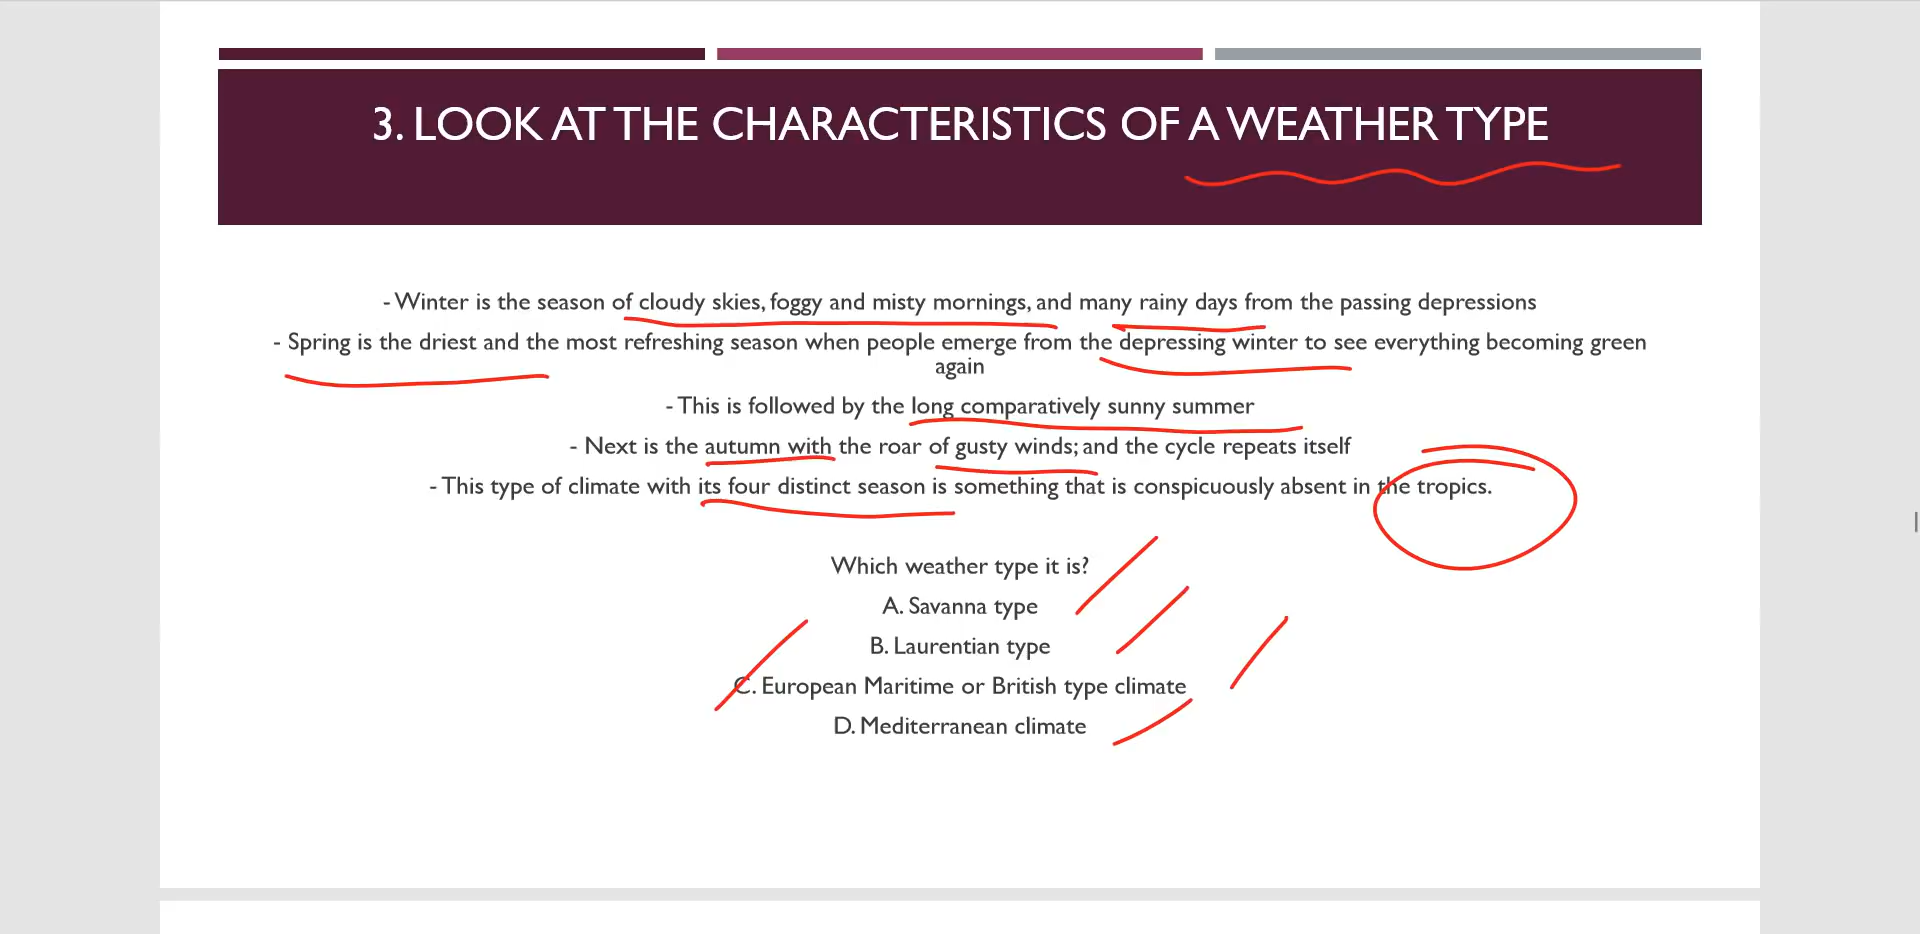 3. LOOK AT THE CHARACTERISTICS OF A WEATHER TYPE
- Winter is the season of cloudy skies, foggy and misty mornings, and many rainy days from the passing depressions
- Spring is the driest and the most refreshing season when people emerge from the depressing winter to see everything becoming green
again
- This is followed by the long comparatively sunny summer
- Next is the autumn with the roar of gusty winds; and the cycle repeats itself
- This type of climate with its four distinct season is something that is conspicuously absent in the tropics.
Which weather type it is?
A. Savanna type
B. Laurentian type
C. European Maritime or British type climate
D. Mediterranean climate